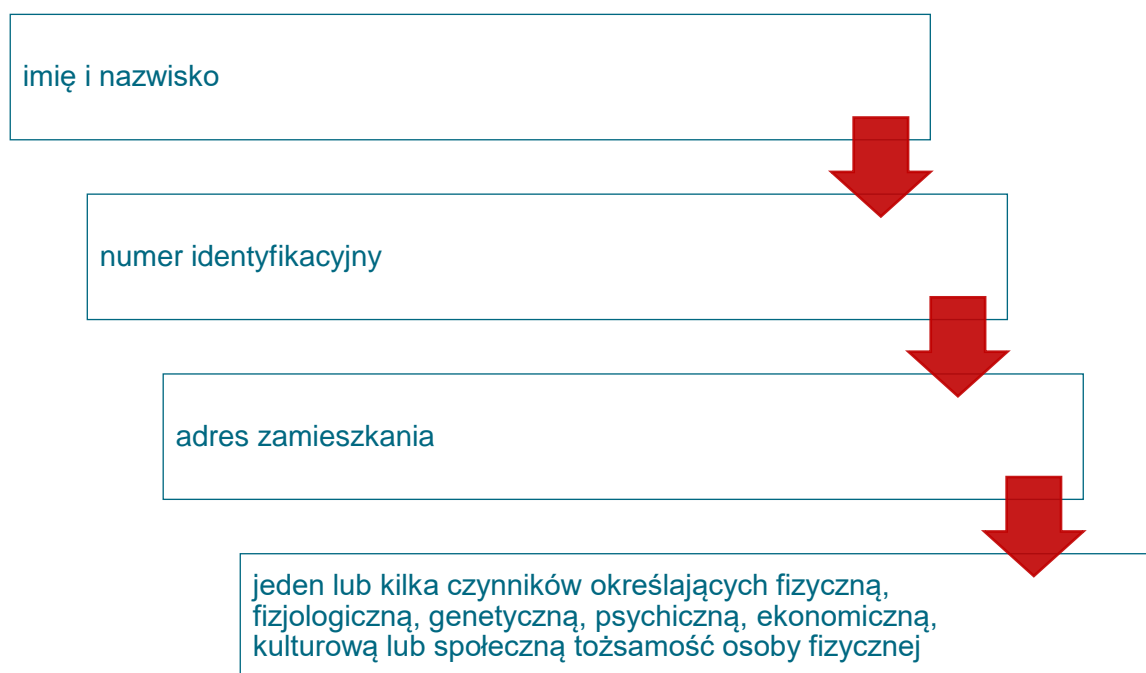 imię i nazwisko
numer identyfikacyjny
adres zamieszkania
jeden lub kilka czynników określających fizyczną,
fizjologiczną, genetyczną, psychiczną, ekonomiczną,
kulturową lub społeczną tożsamość osoby fizycznej